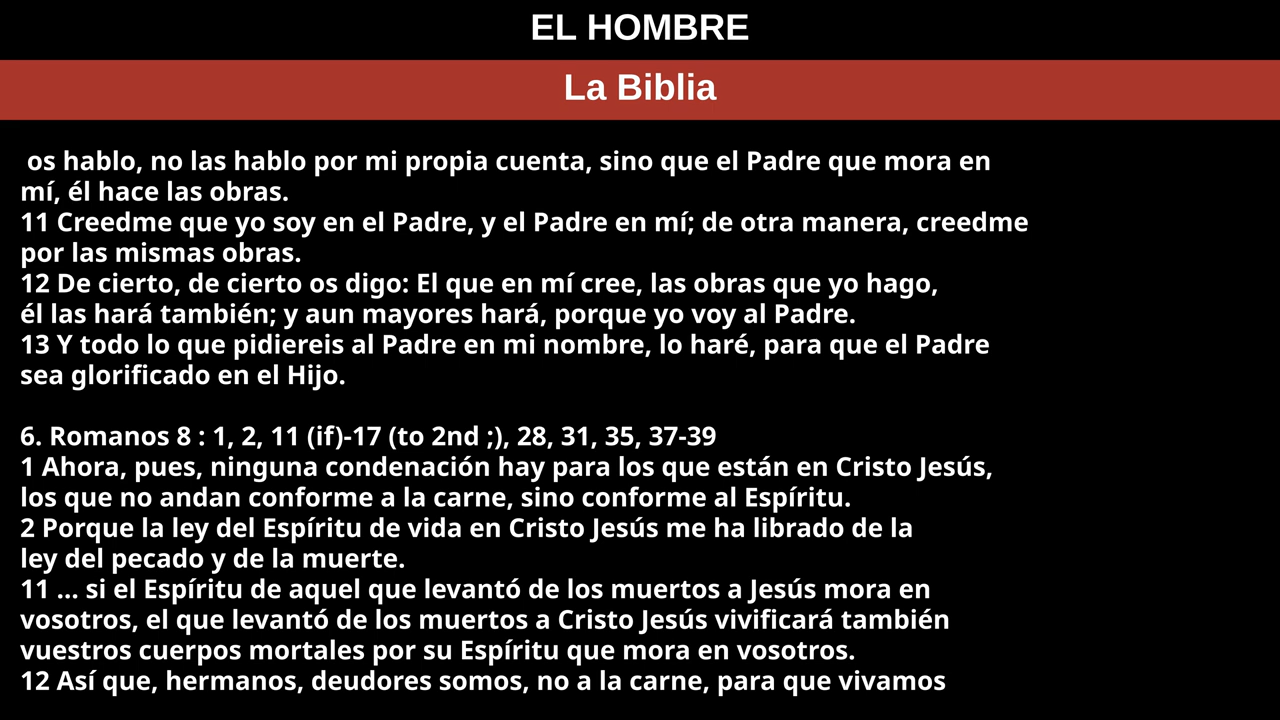 EL HOMBRE
La Biblia
os hablo, no las hablo por mi propia cuenta, sino que el Padre que mora en
mí, él hace las obras.
11 Creedme que yo soy en el Padre, y el Padre en mí; de otra manera, creedme
por las mismas obras.
12 De cierto, de cierto os digo: El que en mí cree, las obras que yo hago,
él las hará también; y aun mayores hará, porque yo voy al Padre.
13 Y todo lo que pidiereis al Padre en mi nombre, lo haré, para que el Padre
sea glorificado en el Hijo.
6. Romanos 8 : 1, 2, 11 (if)-17 (to 2nd ;), 28, 31, 35, 37-39
1 Ahora, pues, ninguna condenación hay para los que están en Cristo Jesús,
los que no andan conforme a la carne, sino conforme al Espíritu.
2 Porque la ley del Espíritu de vida en Cristo Jesús me ha librado de la
ley del pecado y de la muerte.
11 ... si el Espíritu de aquel que levantó de los muertos a Jesús mora en
vosotros, el que levantó de los muertos a Cristo Jesús vivificará también
vuestros cuerpos mortales por su Espíritu que mora en vosotros.
12 Así que, hermanos, deudores somos, no a la carne, para que vivamos